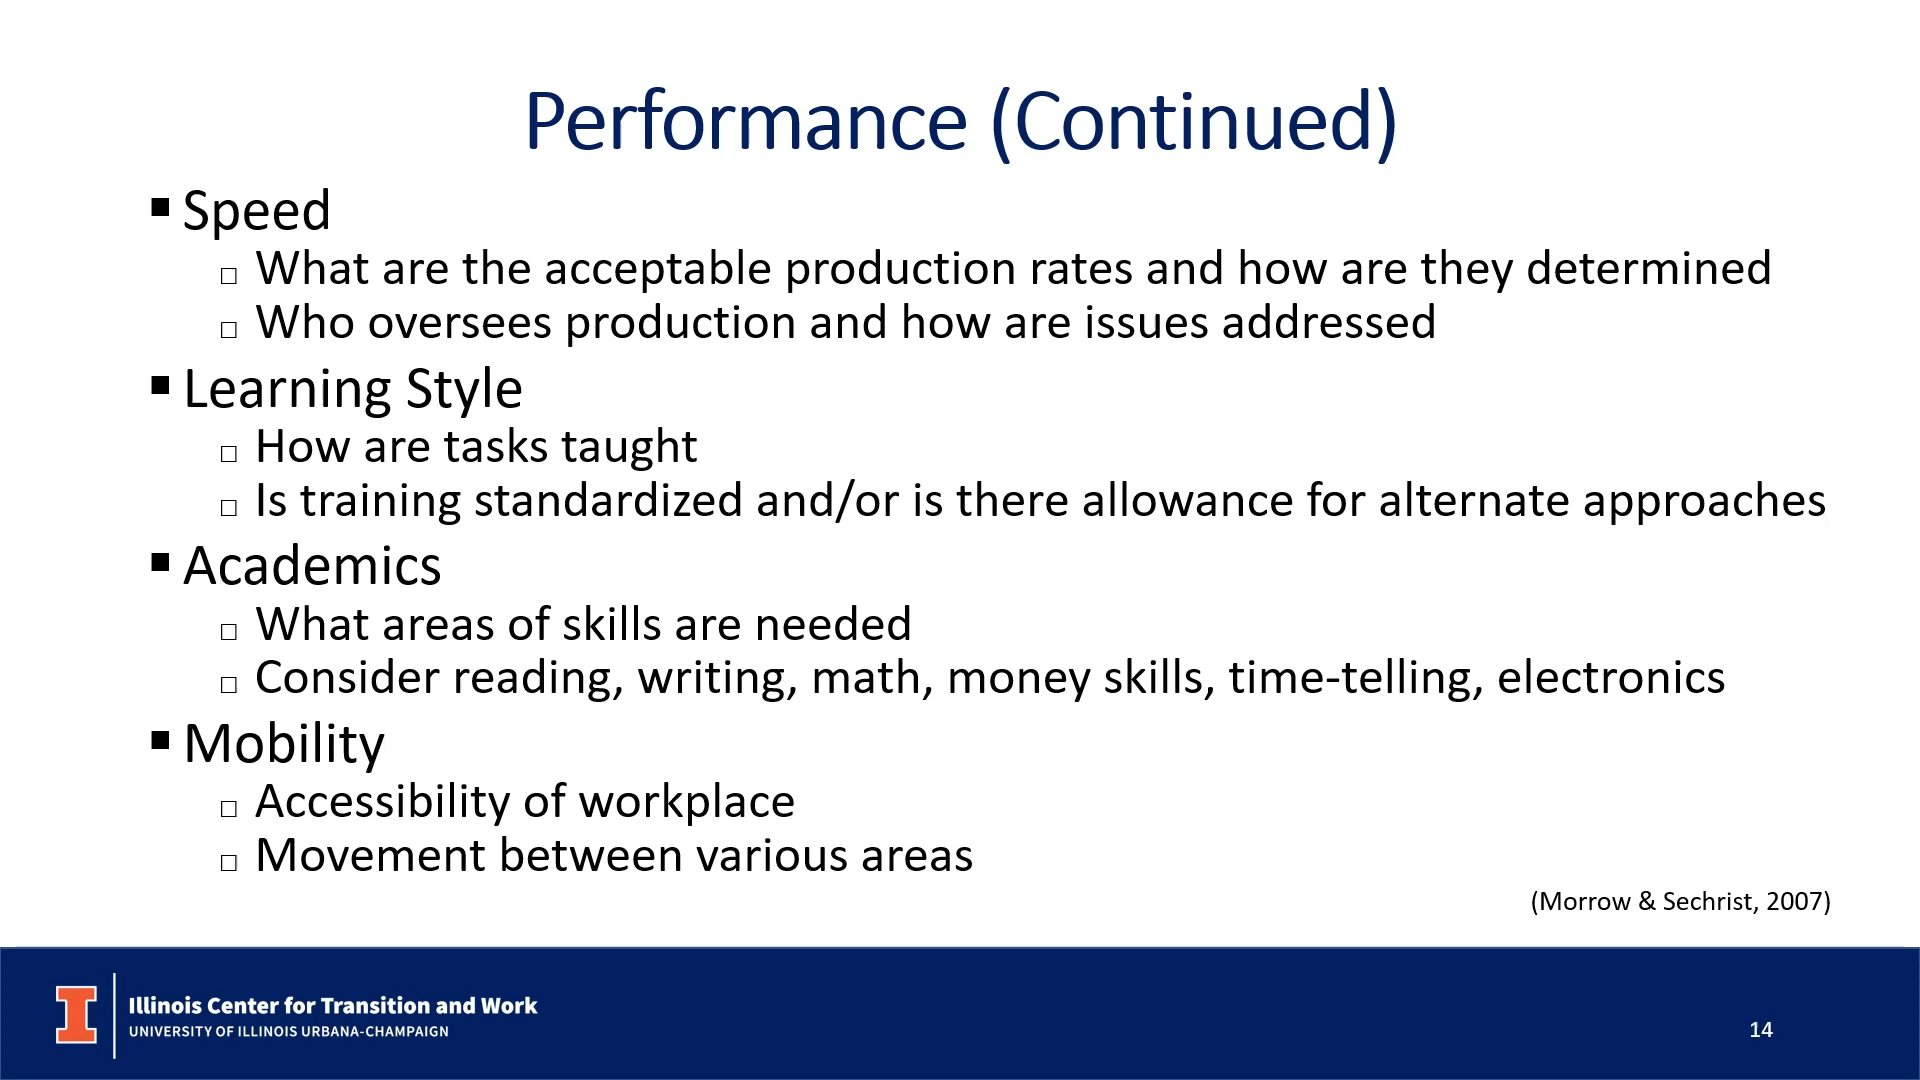 Performance (Continued)
▪ Speed
□ What are the acceptable production rates and how are they determined
□ Who oversees production and how are issues addressed
▪ Learning Style
□ How are tasks taught
□ Is training standardized and/or is there allowance for alternate approaches
▪ Academics
□ What areas of skills are needed
□ Consider reading, writing, math, money skills, time-telling, electronics
▪ Mobility
□ Accessibility of workplace
□ Movement between various areas
(Morrow & Sechrist, 2007)
I
Illinois Center for Transition and Work
UNIVERSITY OF ILLINOIS URBANA-CHAMPAIGN
14